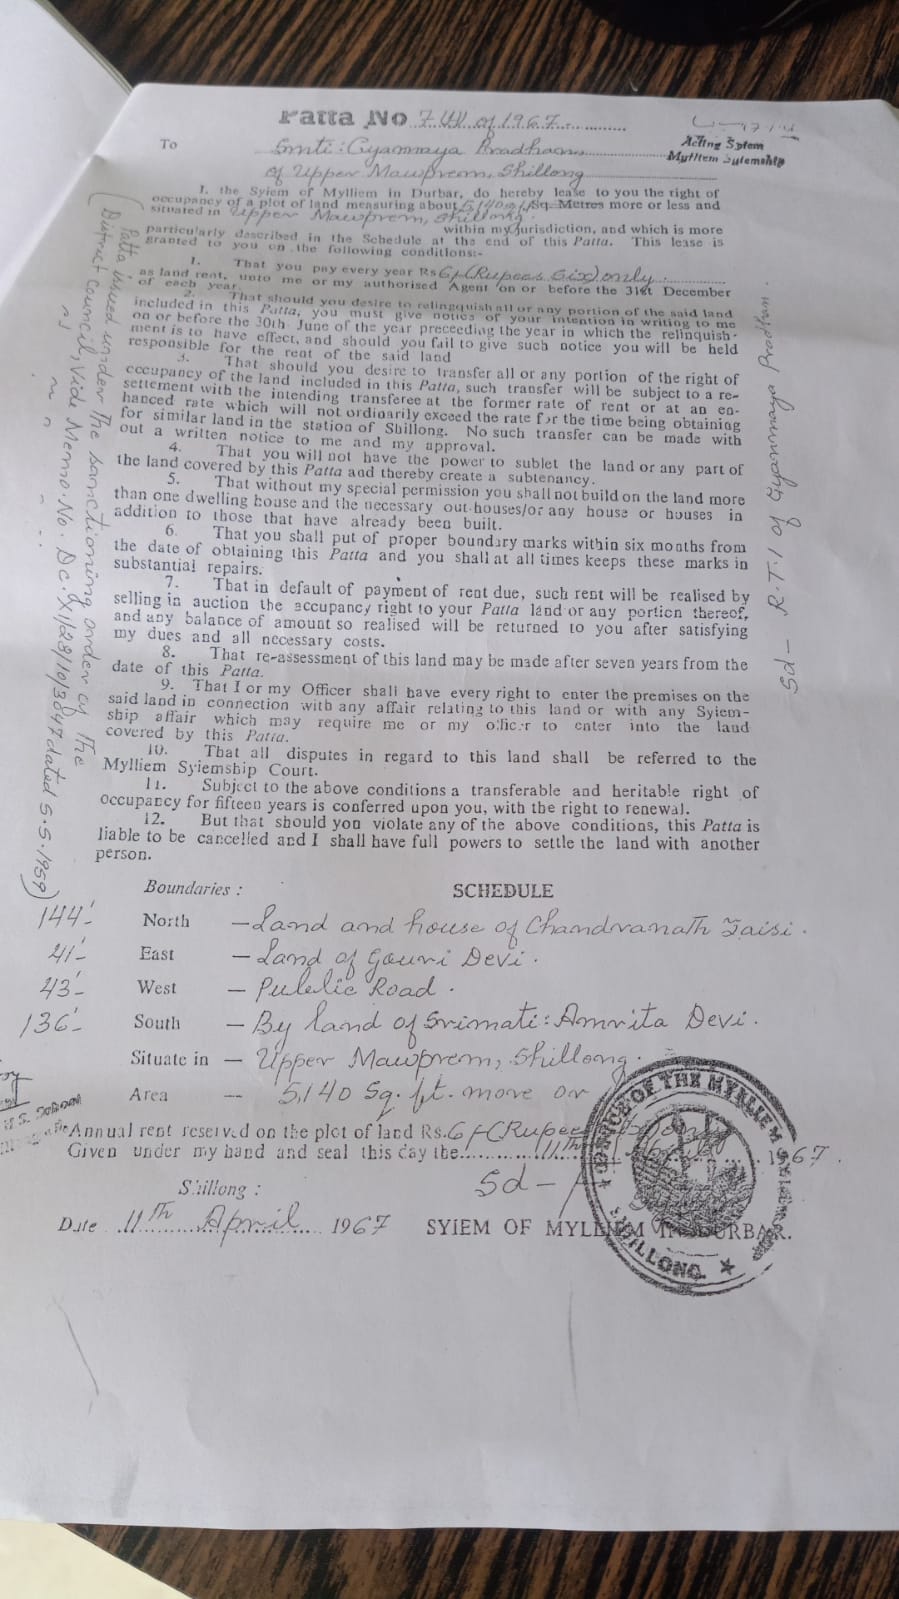 Patta No 7 of 1967.
To Smti: Gyanmaya Pradhan
of Upper Mawprem, Shillong
Acting Syiem
Mylliem Syiemship
I. the Syiem of Mylliem in Durbar, do hereby lease to you the right of
occupancy of a plot of land measuring about 5140 Sq. Metres more or less and
situated in Upper Mawprem, Shillong.
within my jurisdiction, and which is more
particularly described in the Schedule at the end of this Patta. This lease is
granted to you on the following conditions:-
1. That you pay every year Rs 6/-(Rupees Six) only.
as land rent, unto me or my authorised Agent on or before the 31st December
of each year.
2. That should you desire to relinquish all or any portion of the said land
included in this Patta, you must give notice of your intention in writing to me
on or before the 30th June of the year preceeding the year in which the relinquish-
ment is to have effect, and should you fail to give such notice you will be held
responsible for the rent of the said land
3. That should you desire to transfer all or any portion of the right of
occupancy of the land included in this Patta, such transfer will be subject to a re-
settement with the intending transferee at the former rate of rent or at an en-
hanced rate which will not ordinarily exceed the rate for the time being obtaining
for similar land in the station of Shillong. No such transfer can be made with
out a written notice to me and my approval.
4. That you will not have the power to sublet the land or any part of
the land covered by this Patta and thereby create a subtenancy.
5. That without my special permission you shall not build on the land more
than one dwelling house and the necessary out-houses/or any house or houses in
addition to those that have already been built.
6. That you shall put of proper boundary marks within six months from
the date of obtaining this Patta and you shall at all times keeps these marks in
substantial repairs.
7. That in default of payment of rent due, such rent will be realised by
selling in auction the accupancy right to your Patta land or any portion thereof,
and any balance of amount so realised will be returned to you after satisfying
my dues and all necessary costs.
8. That re-assessment of this land may be made after seven years from the
date of this Patta.
9. That I or my Officer shall have every right to enter the premises on the
said land in connection with any affair relating to this land or with any Syiem-
ship affair which may require me or my officer to enter into the land
covered by this Patta.
10. That all disputes in regard to this land shall be referred to the
Mylliem Syiemship Court.
11. Subject to the above conditions a transferable and heritable right of
occupancy for fifteen years is conferred upon you, with the right to renewal.
12. But that should you violate any of the above conditions, this Patta is
liable to be cancelled and I shall have full powers to settle the land with another
person.
(Patta issued under the sanctioning order of the
District Council, Vide Memo. No. Dc. X/28/10/3047 dated 5.5.1959)
Sd- R.T.I of Gyanmaya Pradhan.
Boundaries : SCHEDULE
144'- North - Land and house of Chandranath Jaisi.
41'- East - Land of Gouri Devi.
43'- West - Public Road.
136'- South - By land of Srimati: Amrita Devi.
Situate in - Upper Mawprem, Shillong.
Area - 5,140 Sq. ft. more or
Annual rent reserved on the plot of land Rs. 6/-(Rupees only
Given under my hand and seal this day the 11th April 1967.
Shillong : Sd-
Date 11th April 1967 SYIEM OF MYLLIEM IN DURBAR.
OFFICE OF THE MYLLIEM SYIEMSHIP
★ SHILLONG ★